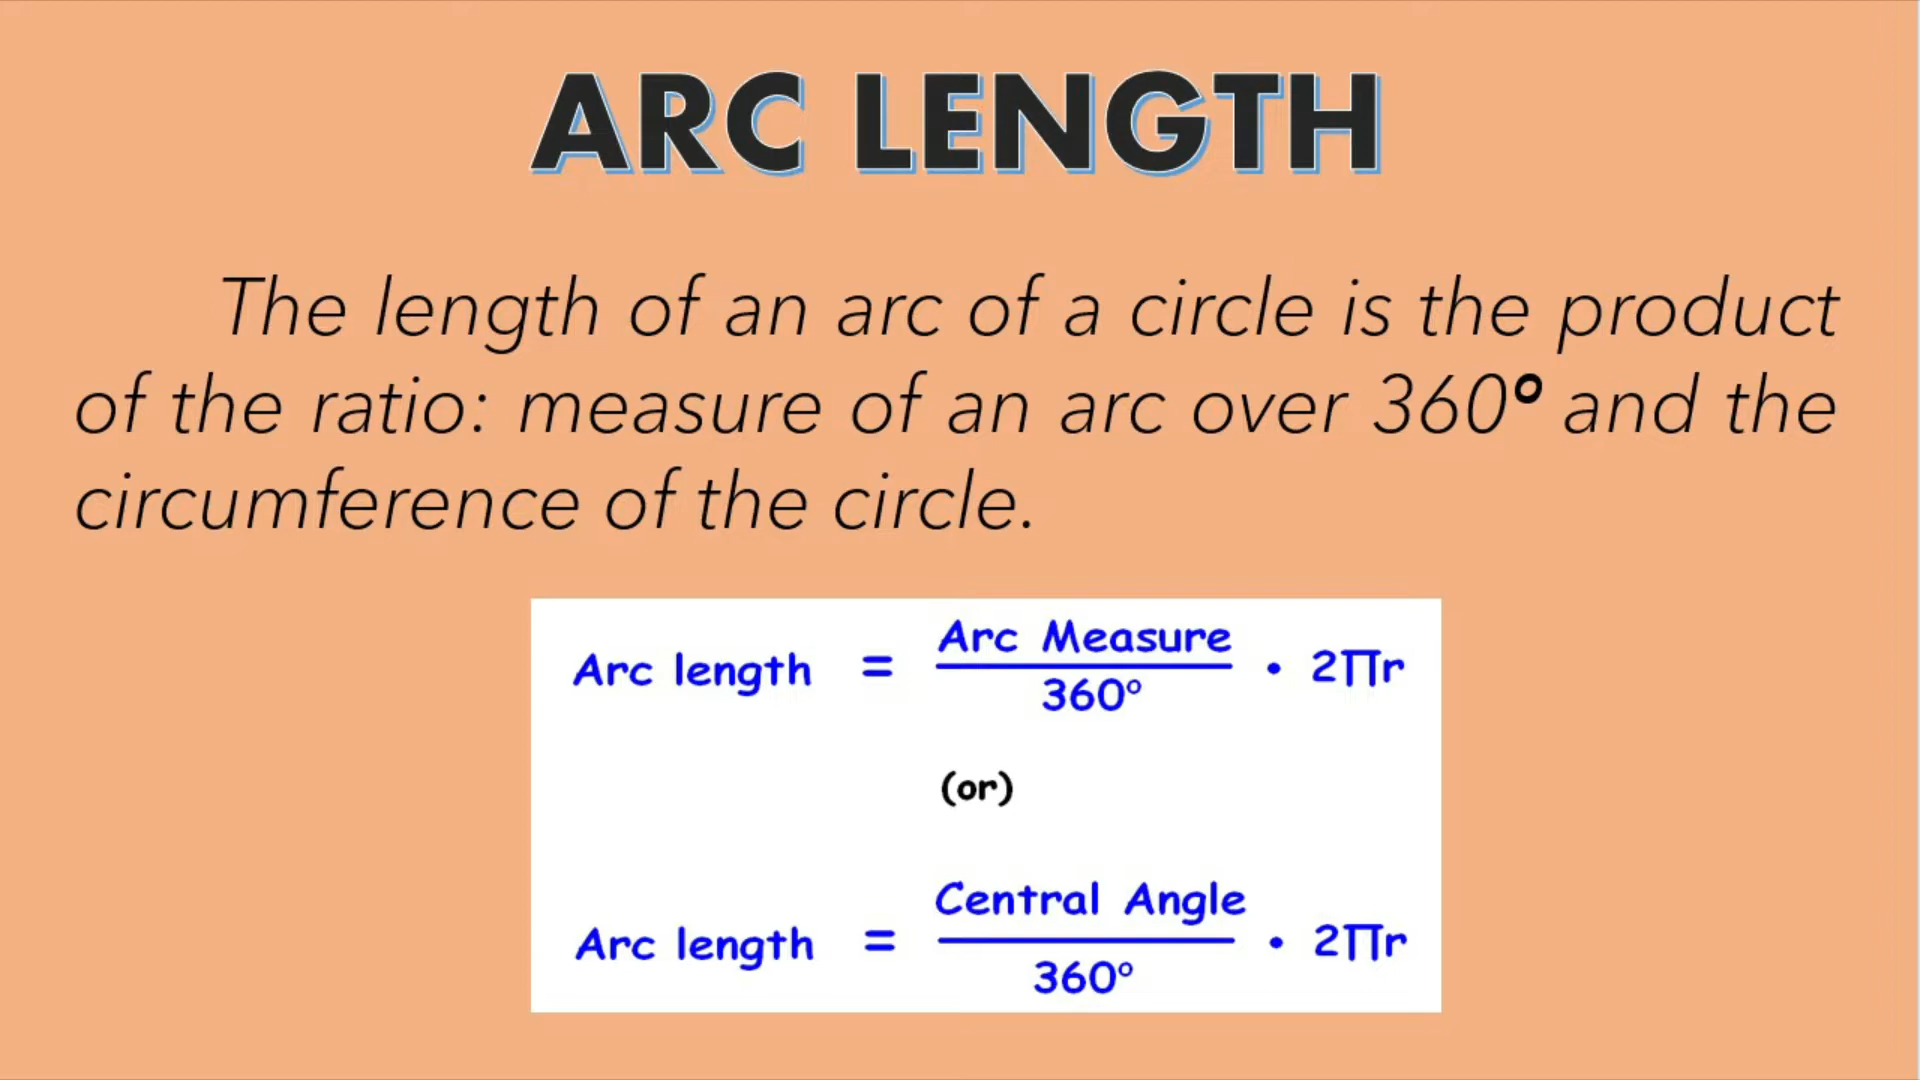 ARC LENGTH
The length of an arc of a circle is the product
of the ratio: measure of an arc over 360° and the
circumference of the circle.
Arc length = Arc Measure / 360° • 2∏r
(or)
Arc length = Central Angle / 360° • 2∏r